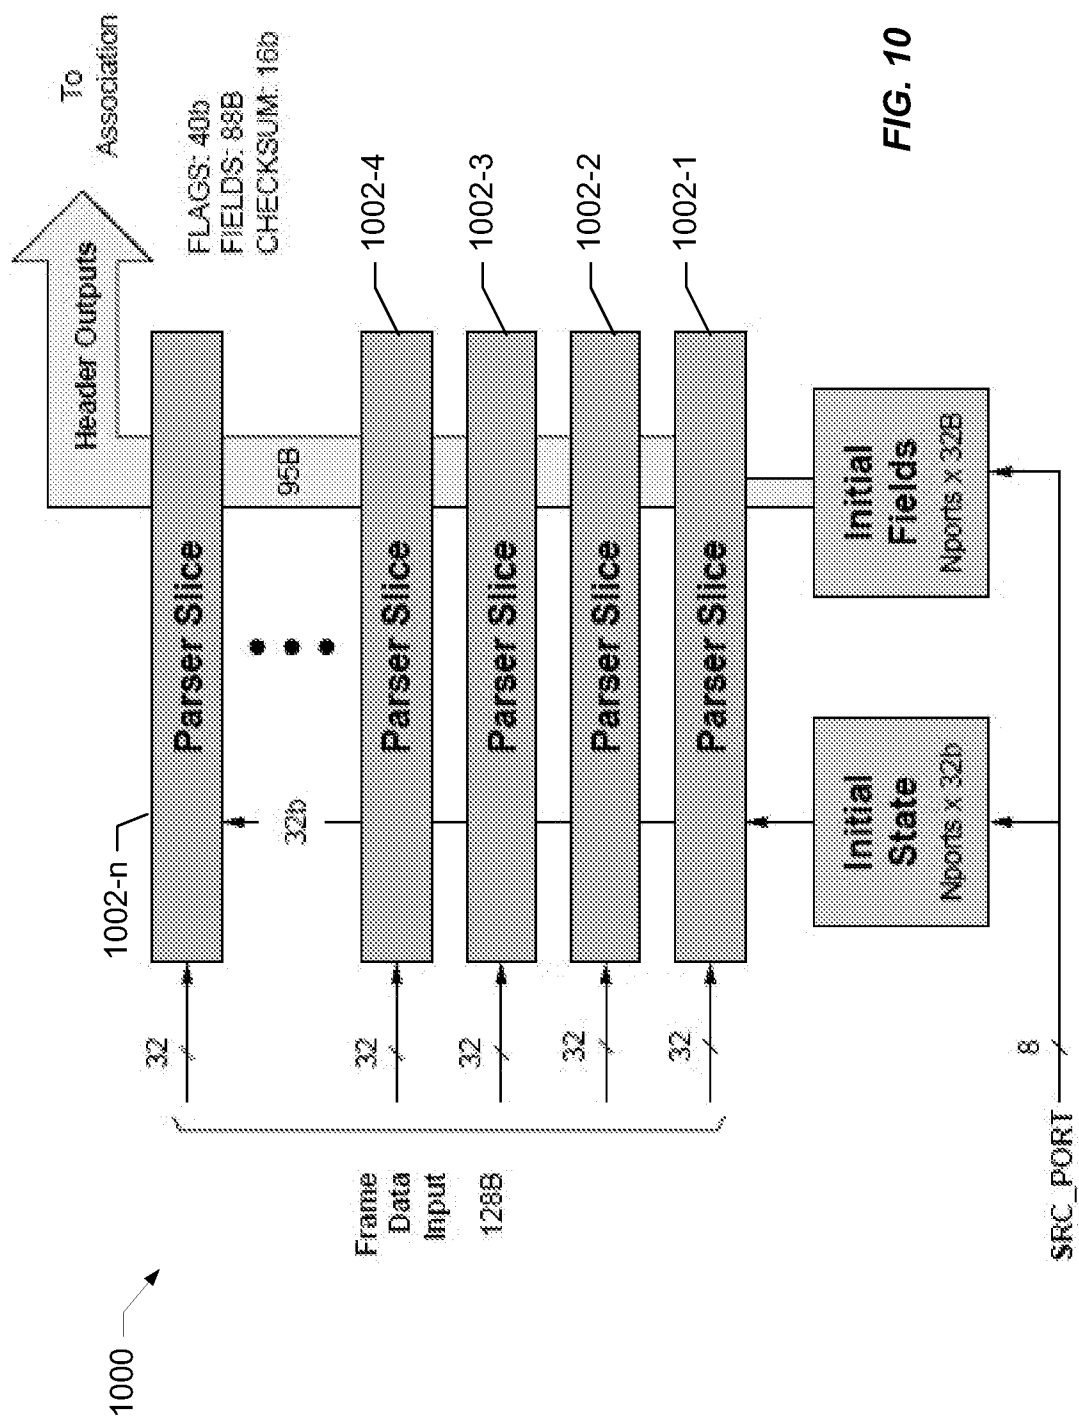 To
Association
Header Outputs
1000
1002-n
32
Parser Slice
FLAGS: 40b
FIELDS: 88B
CHECKSUM: 16b
32b
95B
Frame
Data
Input
128B
32
Parser Slice
1002-4
32
Parser Slice
1002-3
32
Parser Slice
1002-2
32
Parser Slice
1002-1
Initial
State
Nports x 32b
Initial
Fields
Nports x 32B
SRC_PORT
8
FIG. 10